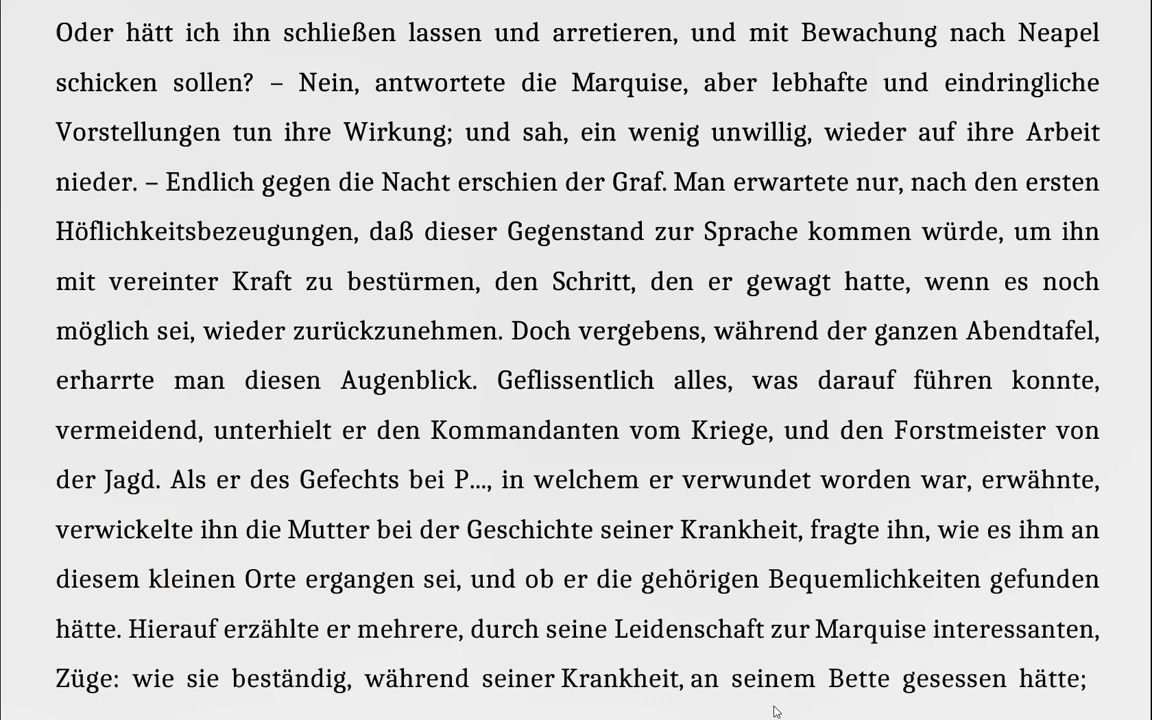 Oder hätt ich ihn schließen lassen und arretieren, und mit Bewachung nach Neapel
schicken sollen? – Nein, antwortete die Marquise, aber lebhafte und eindringliche
Vorstellungen tun ihre Wirkung; und sah, ein wenig unwillig, wieder auf ihre Arbeit
nieder. – Endlich gegen die Nacht erschien der Graf. Man erwartete nur, nach den ersten
Höflichkeitsbezeugungen, daß dieser Gegenstand zur Sprache kommen würde, um ihn
mit vereinter Kraft zu bestürmen, den Schritt, den er gewagt hatte, wenn es noch
möglich sei, wieder zurückzunehmen. Doch vergebens, während der ganzen Abendtafel,
erharrte man diesen Augenblick. Geflissentlich alles, was darauf führen konnte,
vermeidend, unterhielt er den Kommandanten vom Kriege, und den Forstmeister von
der Jagd. Als er des Gefechts bei P..., in welchem er verwundet worden war, erwähnte,
verwickelte ihn die Mutter bei der Geschichte seiner Krankheit, fragte ihn, wie es ihm an
diesem kleinen Orte ergangen sei, und ob er die gehörigen Bequemlichkeiten gefunden
hätte. Hierauf erzählte er mehrere, durch seine Leidenschaft zur Marquise interessanten,
Züge: wie sie beständig, während seiner Krankheit, an seinem Bette gesessen hätte;